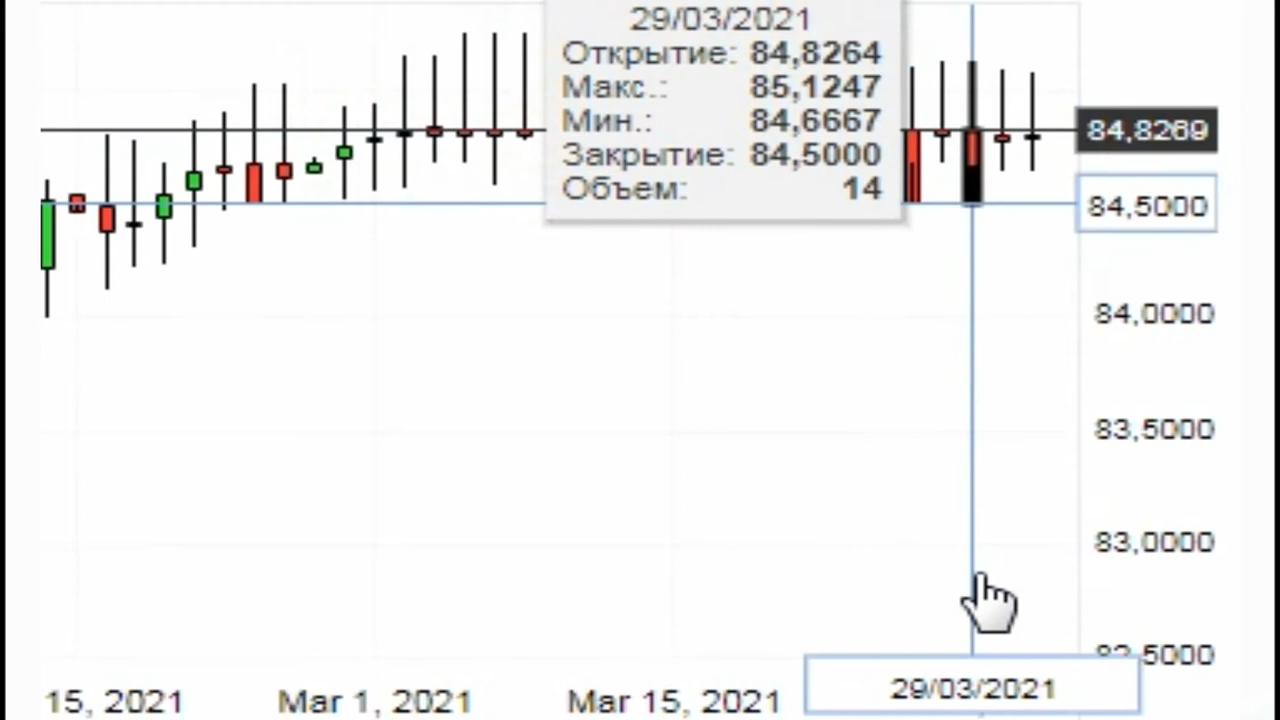 29/03/2021
Открытие: 84,8264
Макс.: 85,1247
Мин.: 84,6667
Закрытие: 84,5000
Объем: 14
84,8269
84,5000
84,0000
83,5000
83,0000
82,5000
15, 2021
Mar 1, 2021
Mar 15, 2021
29/03/2021